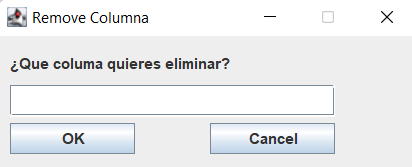 Remove Columna
¿Que columa quieres eliminar?
OK
Cancel